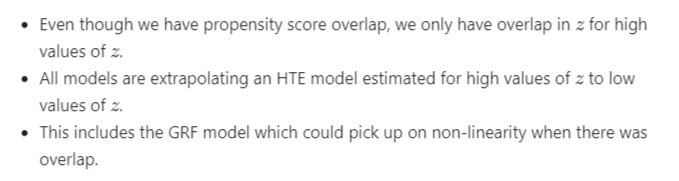 • Even though we have propensity score overlap, we only have overlap in z for high
values of z.
• All models are extrapolating an HTE model estimated for high values of z to low
values of z.
• This includes the GRF model which could pick up on non-linearity when there was
overlap.